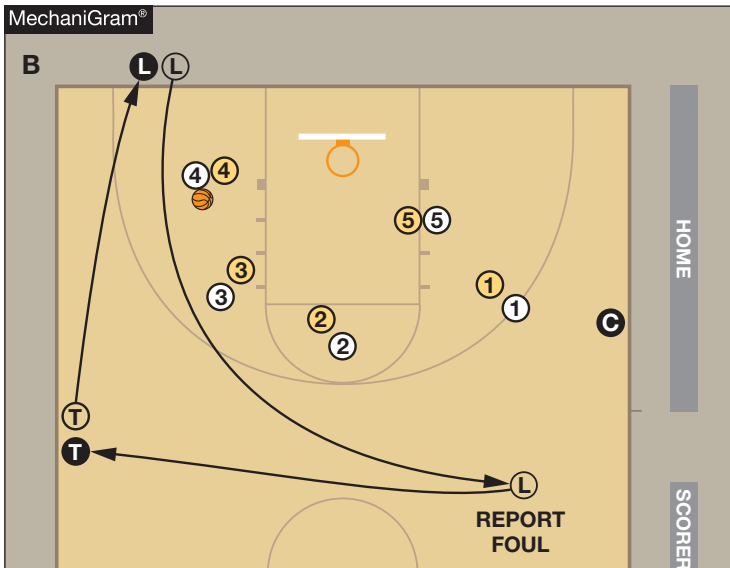 MechaniGram®
B
L L
4 4
5 5
3 3
1
1
2
2
C
T
T
L
REPORT
FOUL
HOME
SCORER